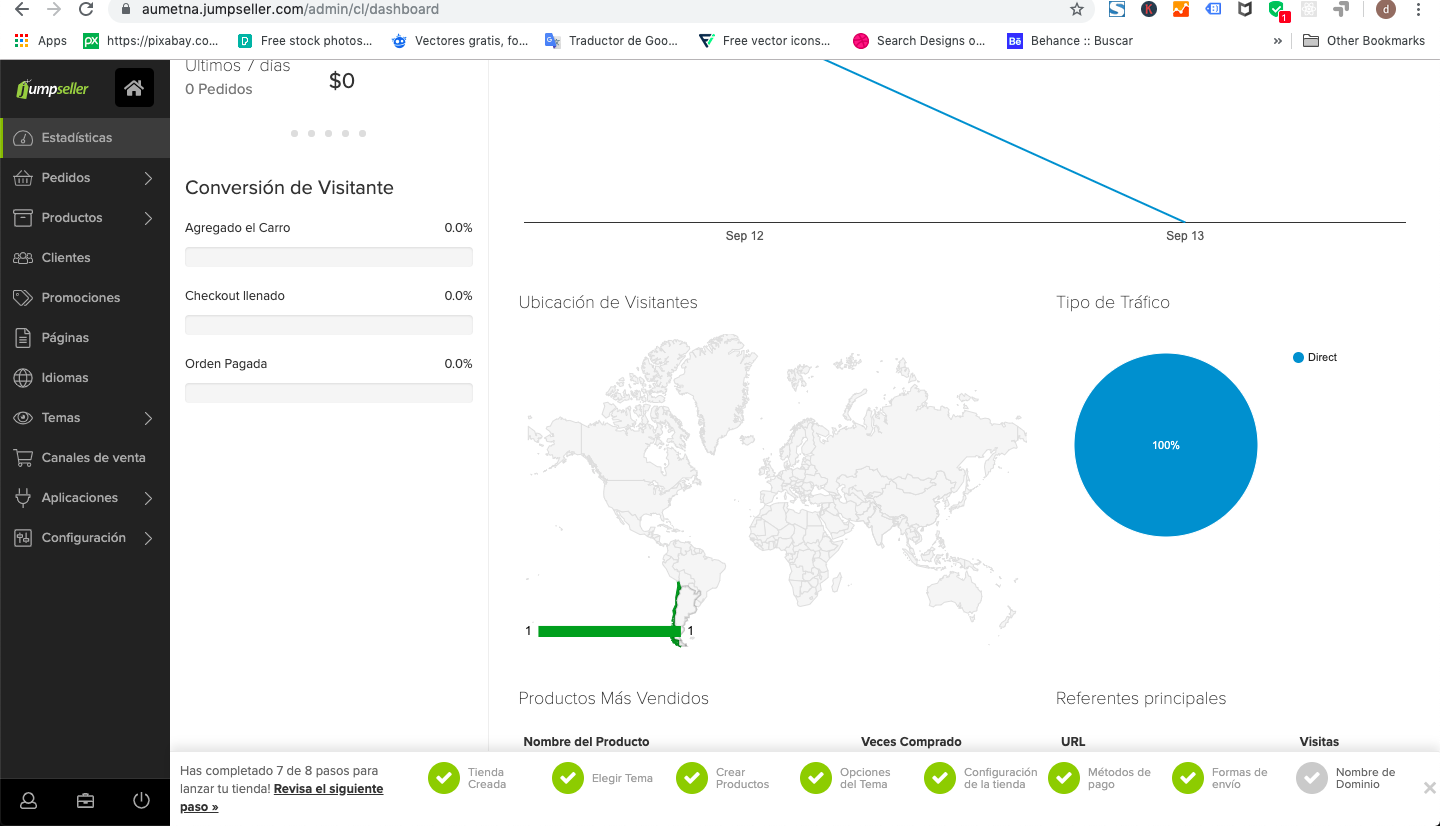 aumetna.jumpseller.com/admin/cl/dashboard
1
d
Apps
px
https://pixabay.co...
Free stock photos...
Vectores gratis, fo...
Traductor de Goo...
Free vector icons...
Search Designs o...
Bē
Behance :: Buscar
»
Other Bookmarks
jumpseller
Estadísticas
Pedidos
Productos
Clientes
Promociones
Páginas
Idiomas
Temas
Canales de venta
Aplicaciones
Configuración
Últimos 7 días
0 Pedidos
$0
Conversión de Visitante
Agregado el Carro 0.0%
Checkout llenado 0.0%
Orden Pagada 0.0%
Sep 12 Sep 13
Ubicación de Visitantes
1 1
Tipo de Tráfico
Direct
100%
Productos Más Vendidos
Nombre del Producto Veces Comprado
Referentes principales
URL Visitas
Has completado 7 de 8 pasos para
lanzar tu tienda! Revisa el siguiente
paso »
Tienda
Creada
Elegir Tema
Crear
Productos
Opciones
del Tema
Configuración
de la tienda
Métodos de
pago
Formas de
envío
Nombre de
Dominio